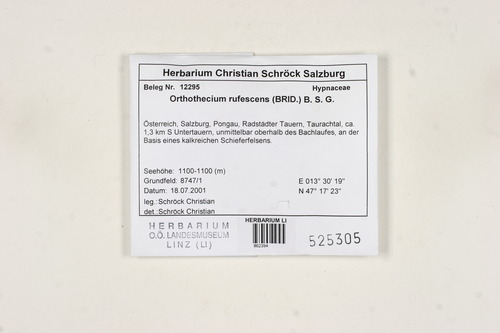 Herbarium Christian Schröck Salzburg
Beleg Nr. 12295 Hypnaceae
Orthothecium rufescens (BRID.) B. S. G.
Österreich, Salzburg, Pongau, Radstädter Tauern, Taurachtal, ca.
1,3 km S Untertauern, unmittelbar oberhalb des Bachlaufes, an der
Basis eines kalkreichen Schieferfelsens.
Seehöhe: 1100-1100 (m)
Grundfeld: 8747/1 E 013° 30' 19"
Datum: 18.07.2001 N 47° 17' 23"
leg.:Schröck Christian
det.:Schröck Christian
HERBARIUM
O.Ö. LANDESMUSEUM
LINZ (LI)
HERBARIUM LI
862394
525305